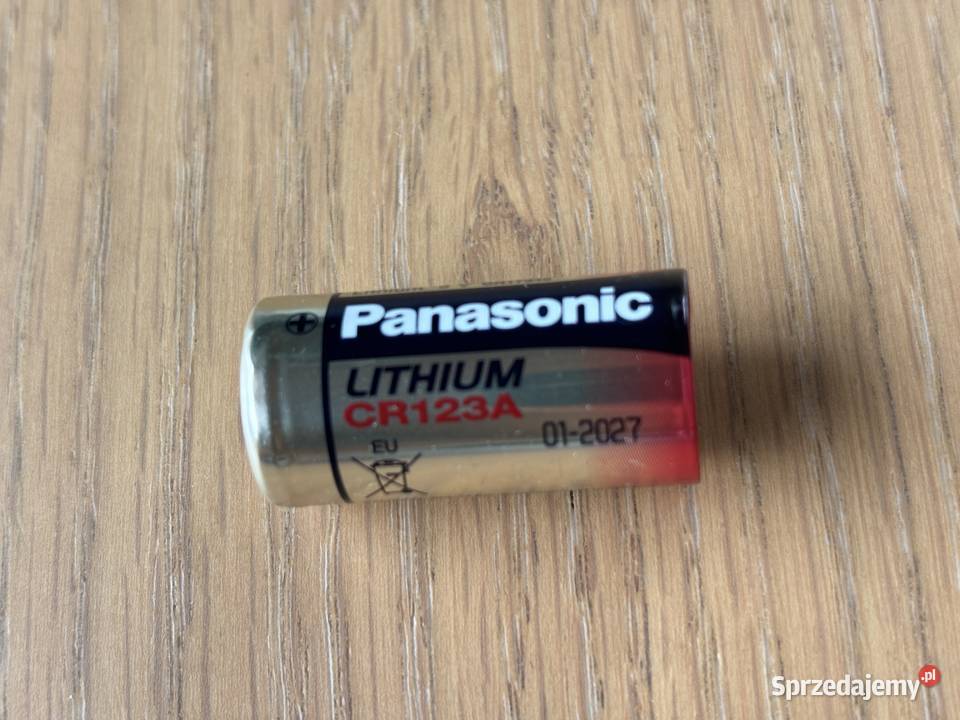 Panasonic
LITHIUM
CR123A
01-2027
EU
Sprzedajemy.pl